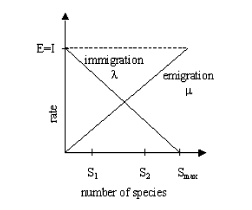 E=I
immigration
λ
emigration
μ
rate
S1
S2
Smax
number of species